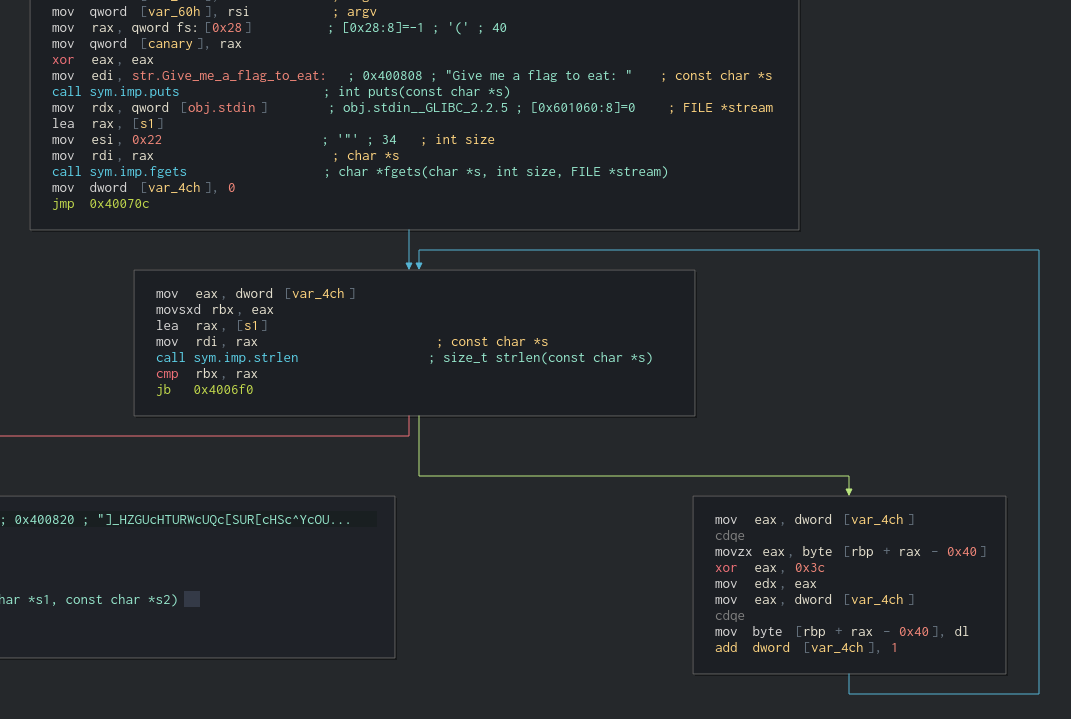 mov qword [var_60h], rsi ; argv
mov rax, qword fs: [0x28] ; [0x28:8]=-1 ; '(' ; 40
mov qword [canary], rax
xor eax, eax
mov edi, str.Give_me_a_flag_to_eat: ; 0x400808 ; "Give me a flag to eat: " ; const char *s
call sym.imp.puts ; int puts(const char *s)
mov rdx, qword [obj.stdin] ; obj.stdin__GLIBC_2.2.5 ; [0x601060:8]=0 ; FILE *stream
lea rax, [s1]
mov esi, 0x22 ; '"' ; 34 ; int size
mov rdi, rax ; char *s
call sym.imp.fgets ; char *fgets(char *s, int size, FILE *stream)
mov dword [var_4ch], 0
jmp 0x40070c
mov eax, dword [var_4ch]
movsxd rbx, eax
lea rax, [s1]
mov rdi, rax ; const char *s
call sym.imp.strlen ; size_t strlen(const char *s)
cmp rbx, rax
jb 0x4006f0
; 0x400820 ; "]_HZGUcHTURWcUQc[SUR[cHSc^YcOU...
har *s1, const char *s2)
mov eax, dword [var_4ch]
cdqe
movzx eax, byte [rbp + rax - 0x40]
xor eax, 0x3c
mov edx, eax
mov eax, dword [var_4ch]
cdqe
mov byte [rbp + rax - 0x40], dl
add dword [var_4ch], 1